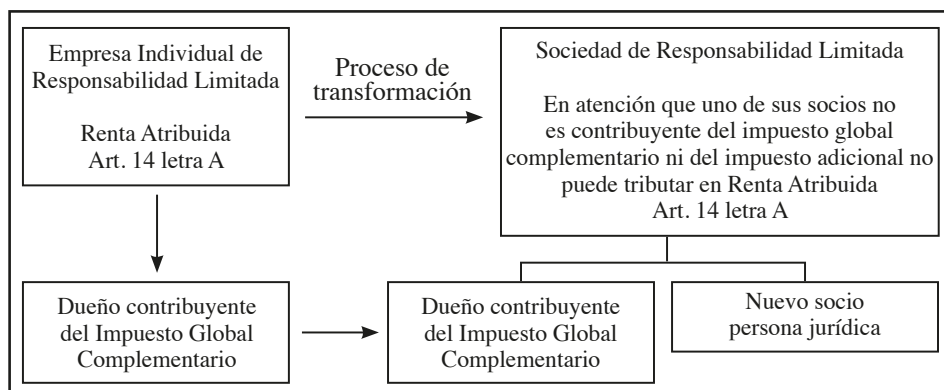 Empresa Individual de
Responsabilidad Limitada
Renta Atribuida
Art. 14 letra A
Proceso de
transformación
Sociedad de Responsabilidad Limitada
En atención que uno de sus socios no
es contribuyente del impuesto global
complementario ni del impuesto adicional no
puede tributar en Renta Atribuida
Art. 14 letra A
Dueño contribuyente
del Impuesto Global
Complementario
Dueño contribuyente
del Impuesto Global
Complementario
Nuevo socio
persona jurídica